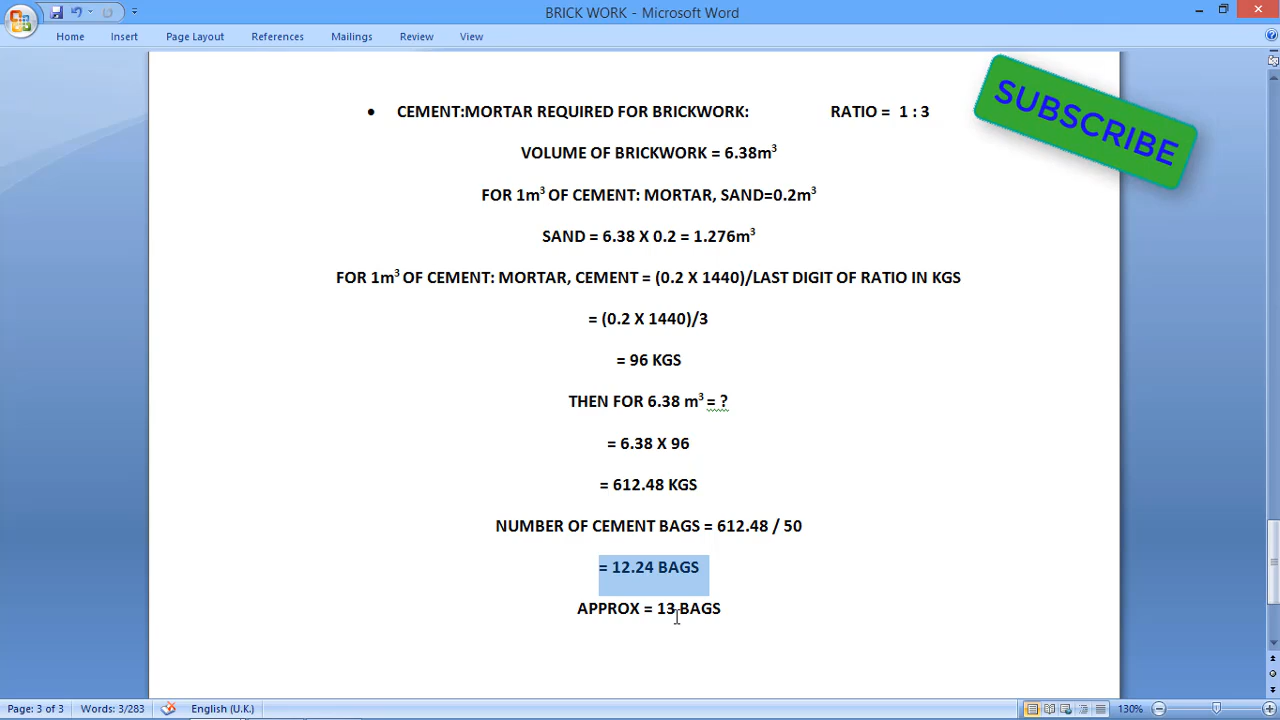 BRICK WORK - Microsoft Word
Home Insert Page Layout References Mailings Review View
SUBSCRIBE
• CEMENT:MORTAR REQUIRED FOR BRICKWORK: RATIO = 1 : 3
VOLUME OF BRICKWORK = 6.38m³
FOR 1m³ OF CEMENT: MORTAR, SAND=0.2m³
SAND = 6.38 X 0.2 = 1.276m³
FOR 1m³ OF CEMENT: MORTAR, CEMENT = (0.2 X 1440)/LAST DIGIT OF RATIO IN KGS
= (0.2 X 1440)/3
= 96 KGS
THEN FOR 6.38 m³ = ?
= 6.38 X 96
= 612.48 KGS
NUMBER OF CEMENT BAGS = 612.48 / 50
= 12.24 BAGS
APPROX = 13 BAGS
Page: 3 of 3 Words: 3/283 English (U.K.) 130%